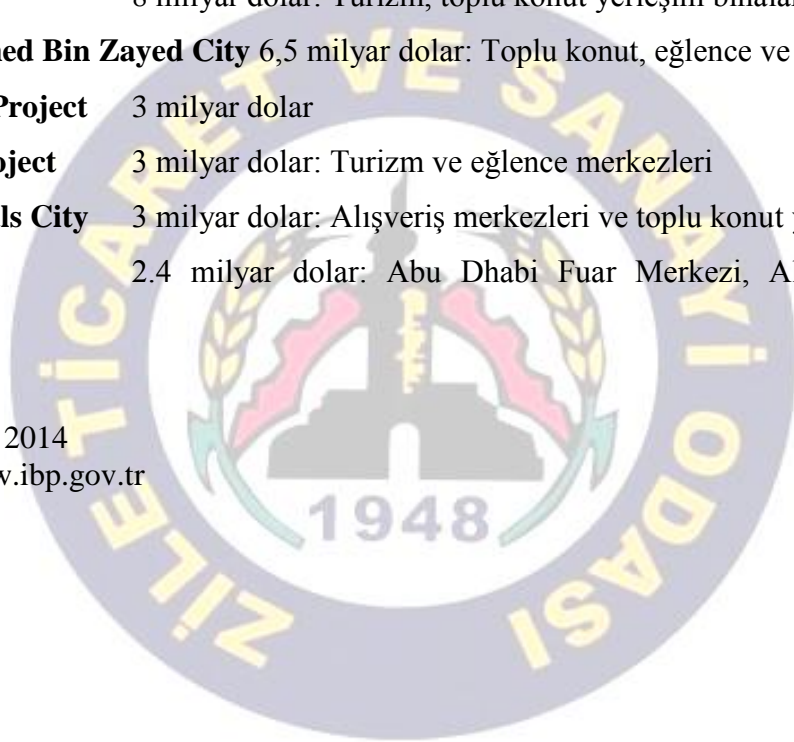 8 milyar dolar: Turizm, toplu konut yerleşim
ed Bin Zayed City 6,5 milyar dolar: Toplu konut, eğlence ve
Project 3 milyar dolar
oject 3 milyar dolar: Turizm ve eğlence merkezleri
ls City 3 milyar dolar: Alışveriş merkezleri ve toplu konut
2.4 milyar dolar: Abu Dhabi Fuar Merkezi,
2014
.ibp.gov.tr
ZİLE TİCARET VE SANAYİ ODASI
1948